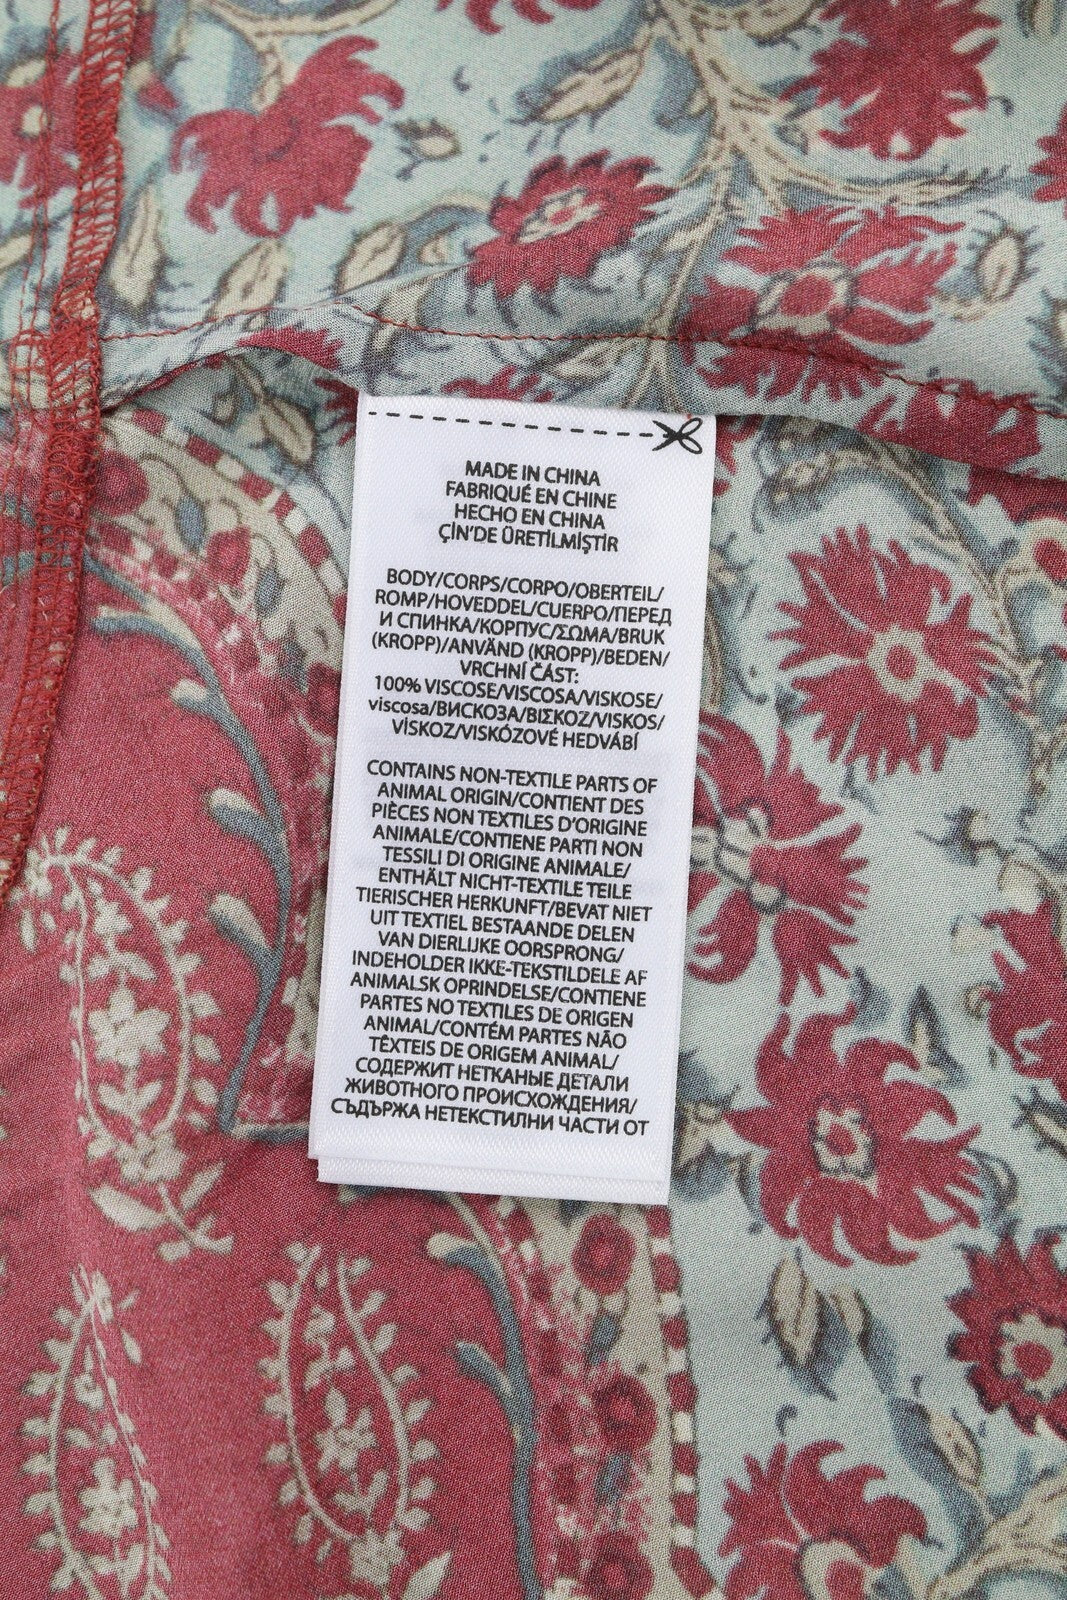 MADE IN CHINA
FABRIQUÉ EN CHINE
HECHO EN CHINA
ÇİN'DE ÜRETİLMİŞTİR
BODY/CORPS/CORPO/OBERTEIL/
ROMP/HOVEDDEL/CUERPO/ПЕРЕД
И СПИНКА/КОРПУС/ΣΩΜΑ/BRUK
(KROPP)/ANVÄND (KROPP)/BEDEN/
VRCHNÍ ČÁST:
100% VISCOSE/VISCOSA/VISKOSE/
viscosa/ВИСКОЗА/ΒΙΣΚΟΖ/VISKOS/
VİSKOZ/VISKÓZOVÉ HEDVÁBÍ
CONTAINS NON-TEXTILE PARTS OF
ANIMAL ORIGIN/CONTIENT DES
PIÈCES NON TEXTILES D'ORIGINE
ANIMALE/CONTIENE PARTI NON
TESSILI DI ORIGINE ANIMALE/
ENTHÄLT NICHT-TEXTILE TEILE
TIERISCHER HERKUNFT/BEVAT NIET
UIT TEXTIEL BESTAANDE DELEN
VAN DIERLIJKE OORSPRONG/
INDEHOLDER IKKE-TEKSTILDELE AF
ANIMALSK OPRINDELSE/CONTIENE
PARTES NO TEXTILES DE ORIGEN
ANIMAL/CONTÉM PARTES NÃO
TÊXTEIS DE ORIGEM ANIMAL/
СОДЕРЖИТ НЕТКАНЫЕ ДЕТАЛИ
ЖИВОТНОГО ПРОИСХОЖДЕНИЯ/
СЪДЪРЖА НЕТЕКСТИЛНИ ЧАСТИ ОТ